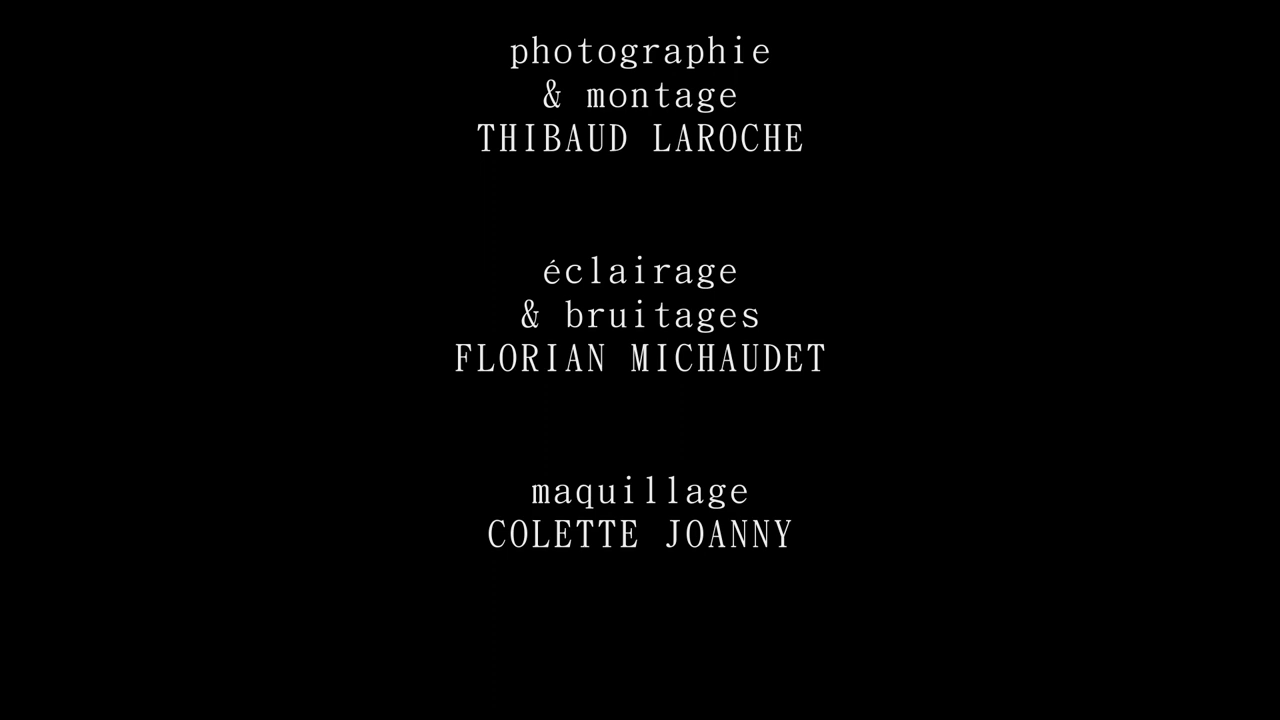 photographie
& montage
THIBAUD LAROCHE
éclairage
& bruitages
FLORIAN MICHAUDET
maquillage
COLETTE JOANNY